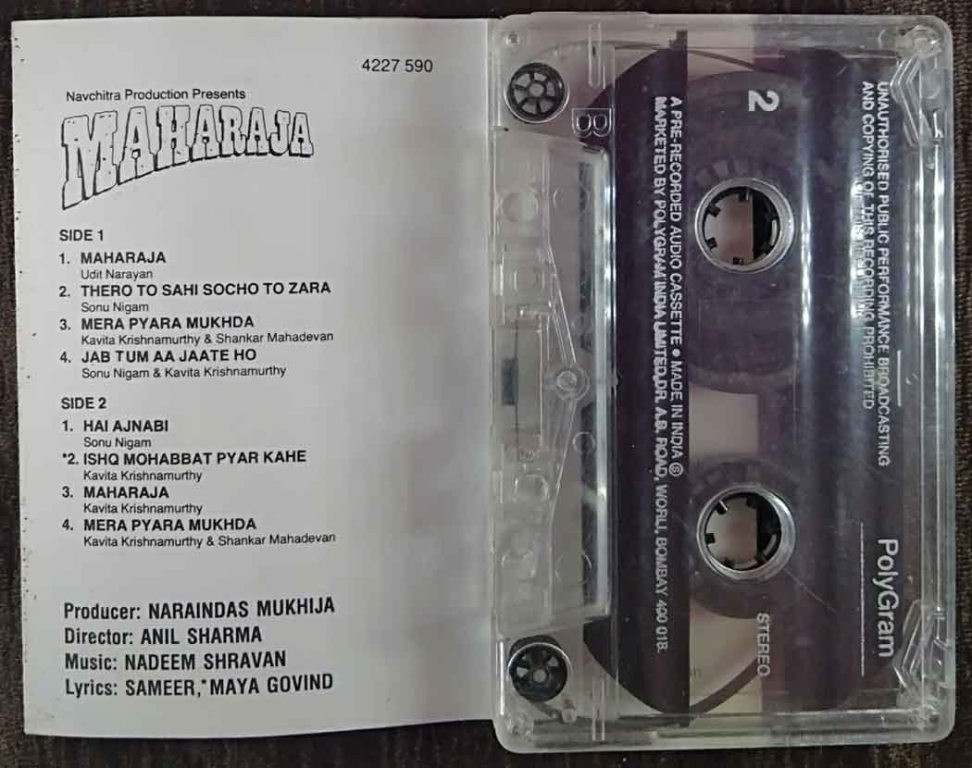 4227 590
Navchitra Production Presents
MAHARAJA
SIDE 1
1. MAHARAJA
Udit Narayan
2. THERO TO SAHI SOCHO TO ZARA
Sonu Nigam
3. MERA PYARA MUKHDA
Kavita Krishnamurthy & Shankar Mahadevan
4. JAB TUM AA JAATE HO
Sonu Nigam & Kavita Krishnamurthy
SIDE 2
1. HAI AJNABI
Sonu Nigam
*2. ISHQ MOHABBAT PYAR KAHE
Kavita Krishnamurthy
3. MAHARAJA
Kavita Krishnamurthy
4. MERA PYARA MUKHDA
Kavita Krishnamurthy & Shankar Mahadevan
Producer: NARAINDAS MUKHIJA
Director: ANIL SHARMA
Music: NADEEM SHRAVAN
Lyrics: SAMEER,*MAYA GOVIND
UNAUTHORISED PUBLIC PERFORMANCE BROADCASTING
AND COPYING OF THIS RECORDING PROHIBITED
2
B
A PRE-RECORDED AUDIO CASSETTE ● MADE IN INDIA Ⓢ
MARKETED BY POLYGRAM INDIA LIMITED,DR. A.B. ROAD, WORLI, BOMBAY 400 018.
STEREO
PolyGram